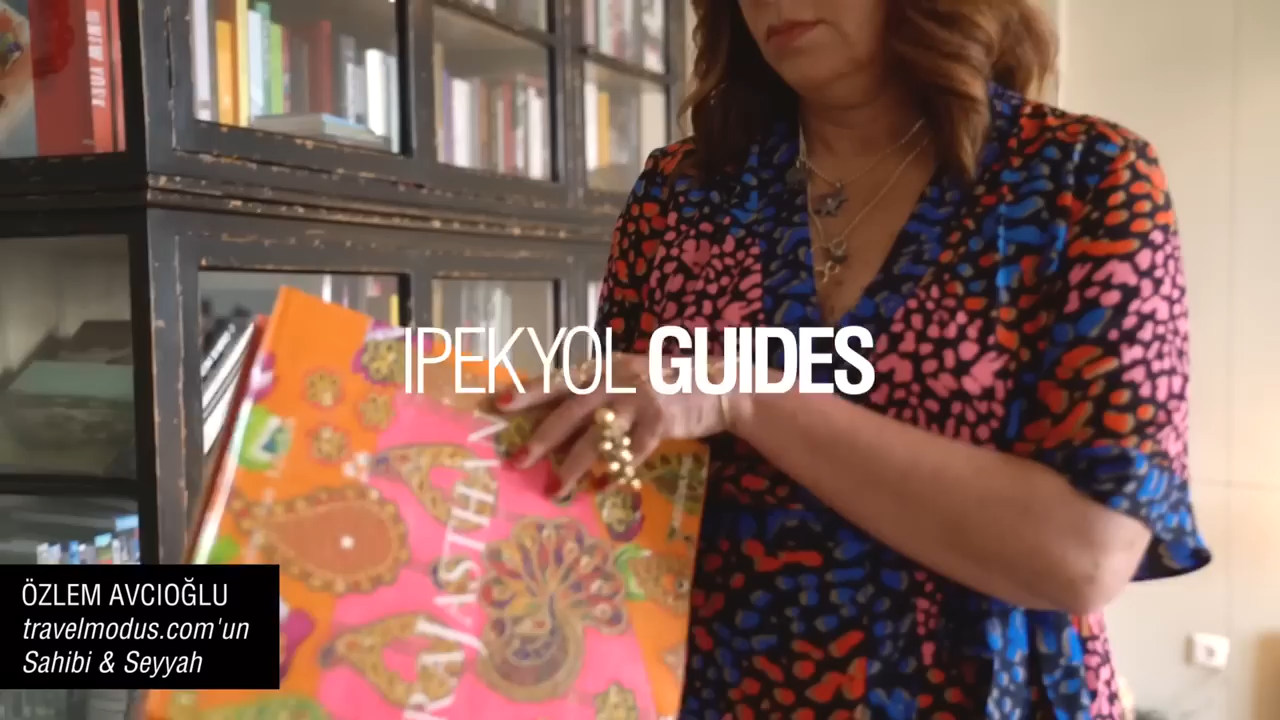 IPEKYOL GUIDES
RAJASTHAN
ÖZLEM AVCIOĞLU
travelmodus.com'un
Sahibi & Seyyah